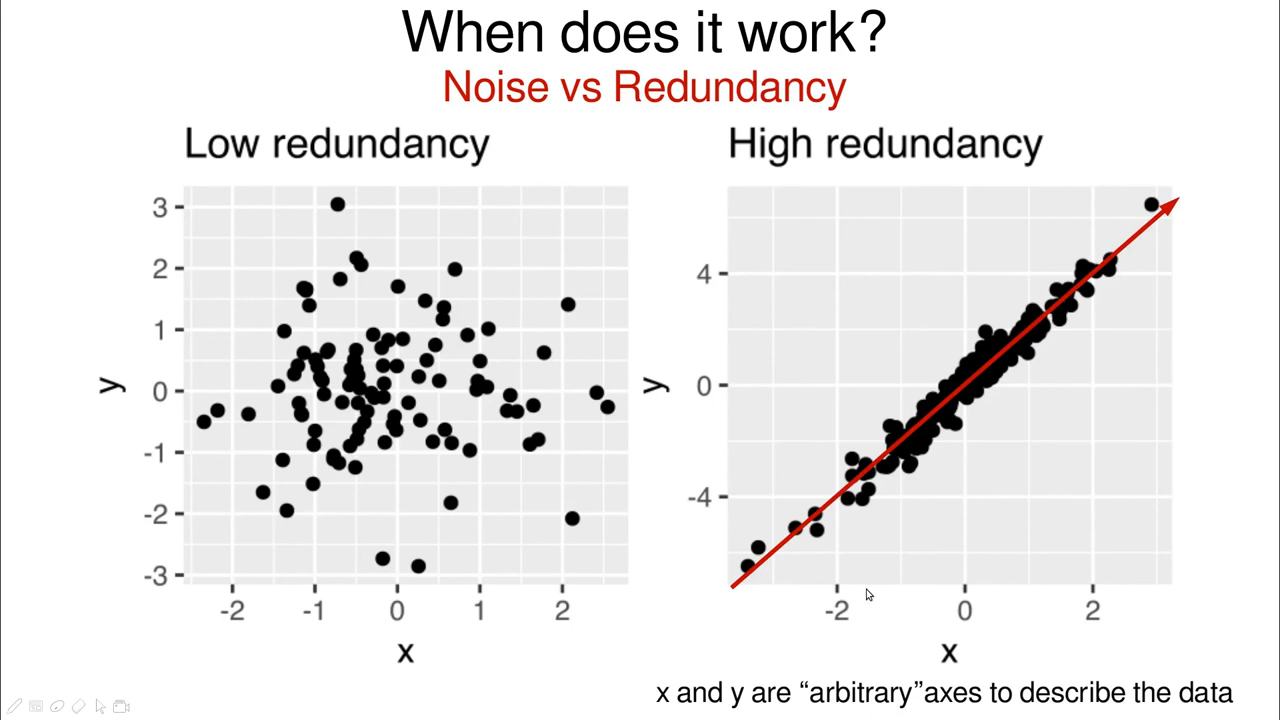 When does it work?
Noise vs Redundancy
Low redundancy
3
2
1
0
-1
-2
-3
y
-2 -1 0 1 2
x
High redundancy
4
0
-4
y
-2 0 2
x
x and y are “arbitrary”axes to describe the data